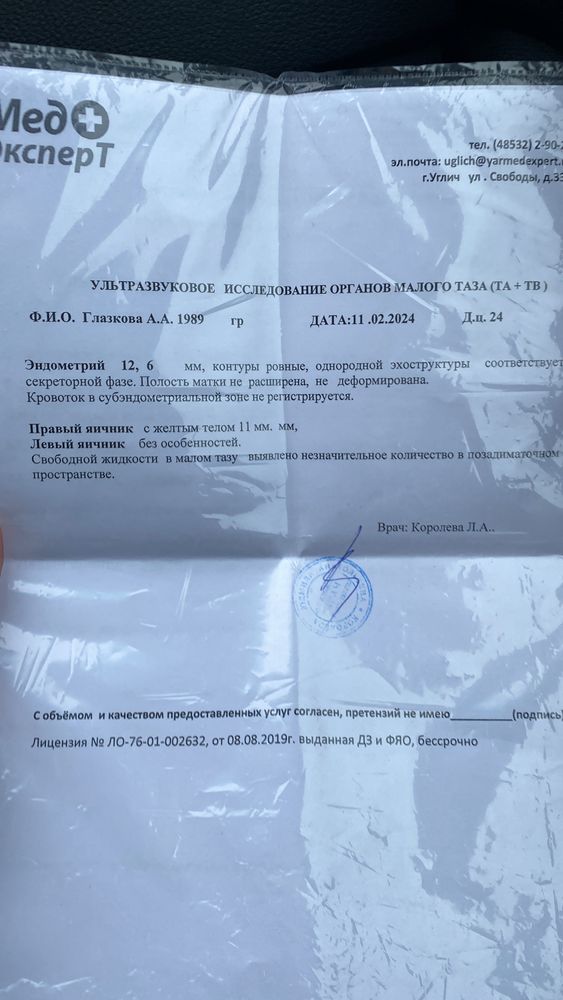 Мед
ЭксперТ
тел. (48532) 2-90-
эл.почта: uglich@yarmedexpert.
г.Углич ул . Свободы, д.33
УЛЬТРАЗВУКОВОЕ ИССЛЕДОВАНИЕ ОРГАНОВ МАЛОГО ТАЗА (ТА + ТВ )
Ф.И.О. Глазкова А.А. 1989 гр ДАТА:11 .02.2024 Д.ц. 24
Эндометрий 12, 6 мм, контуры ровные, однородной эхоструктуры соответствует
секреторной фазе. Полость матки не расширена, не деформирована.
Кровоток в субэндометриальной зоне не регистрируется.
Правый яичник с желтым телом 11 мм. мм,
Левый яичник без особенностей.
Свободной жидкости в малом тазу выявлено незначительное количество в позадиматочном
пространстве.
Врач: Королева Л.А..
С объёмом и качеством предоставленных услуг согласен, претензий не имею__________(подпись)
Лицензия № ЛО-76-01-002632, от 08.08.2019г. выданная ДЗ и ФЯО, бессрочно